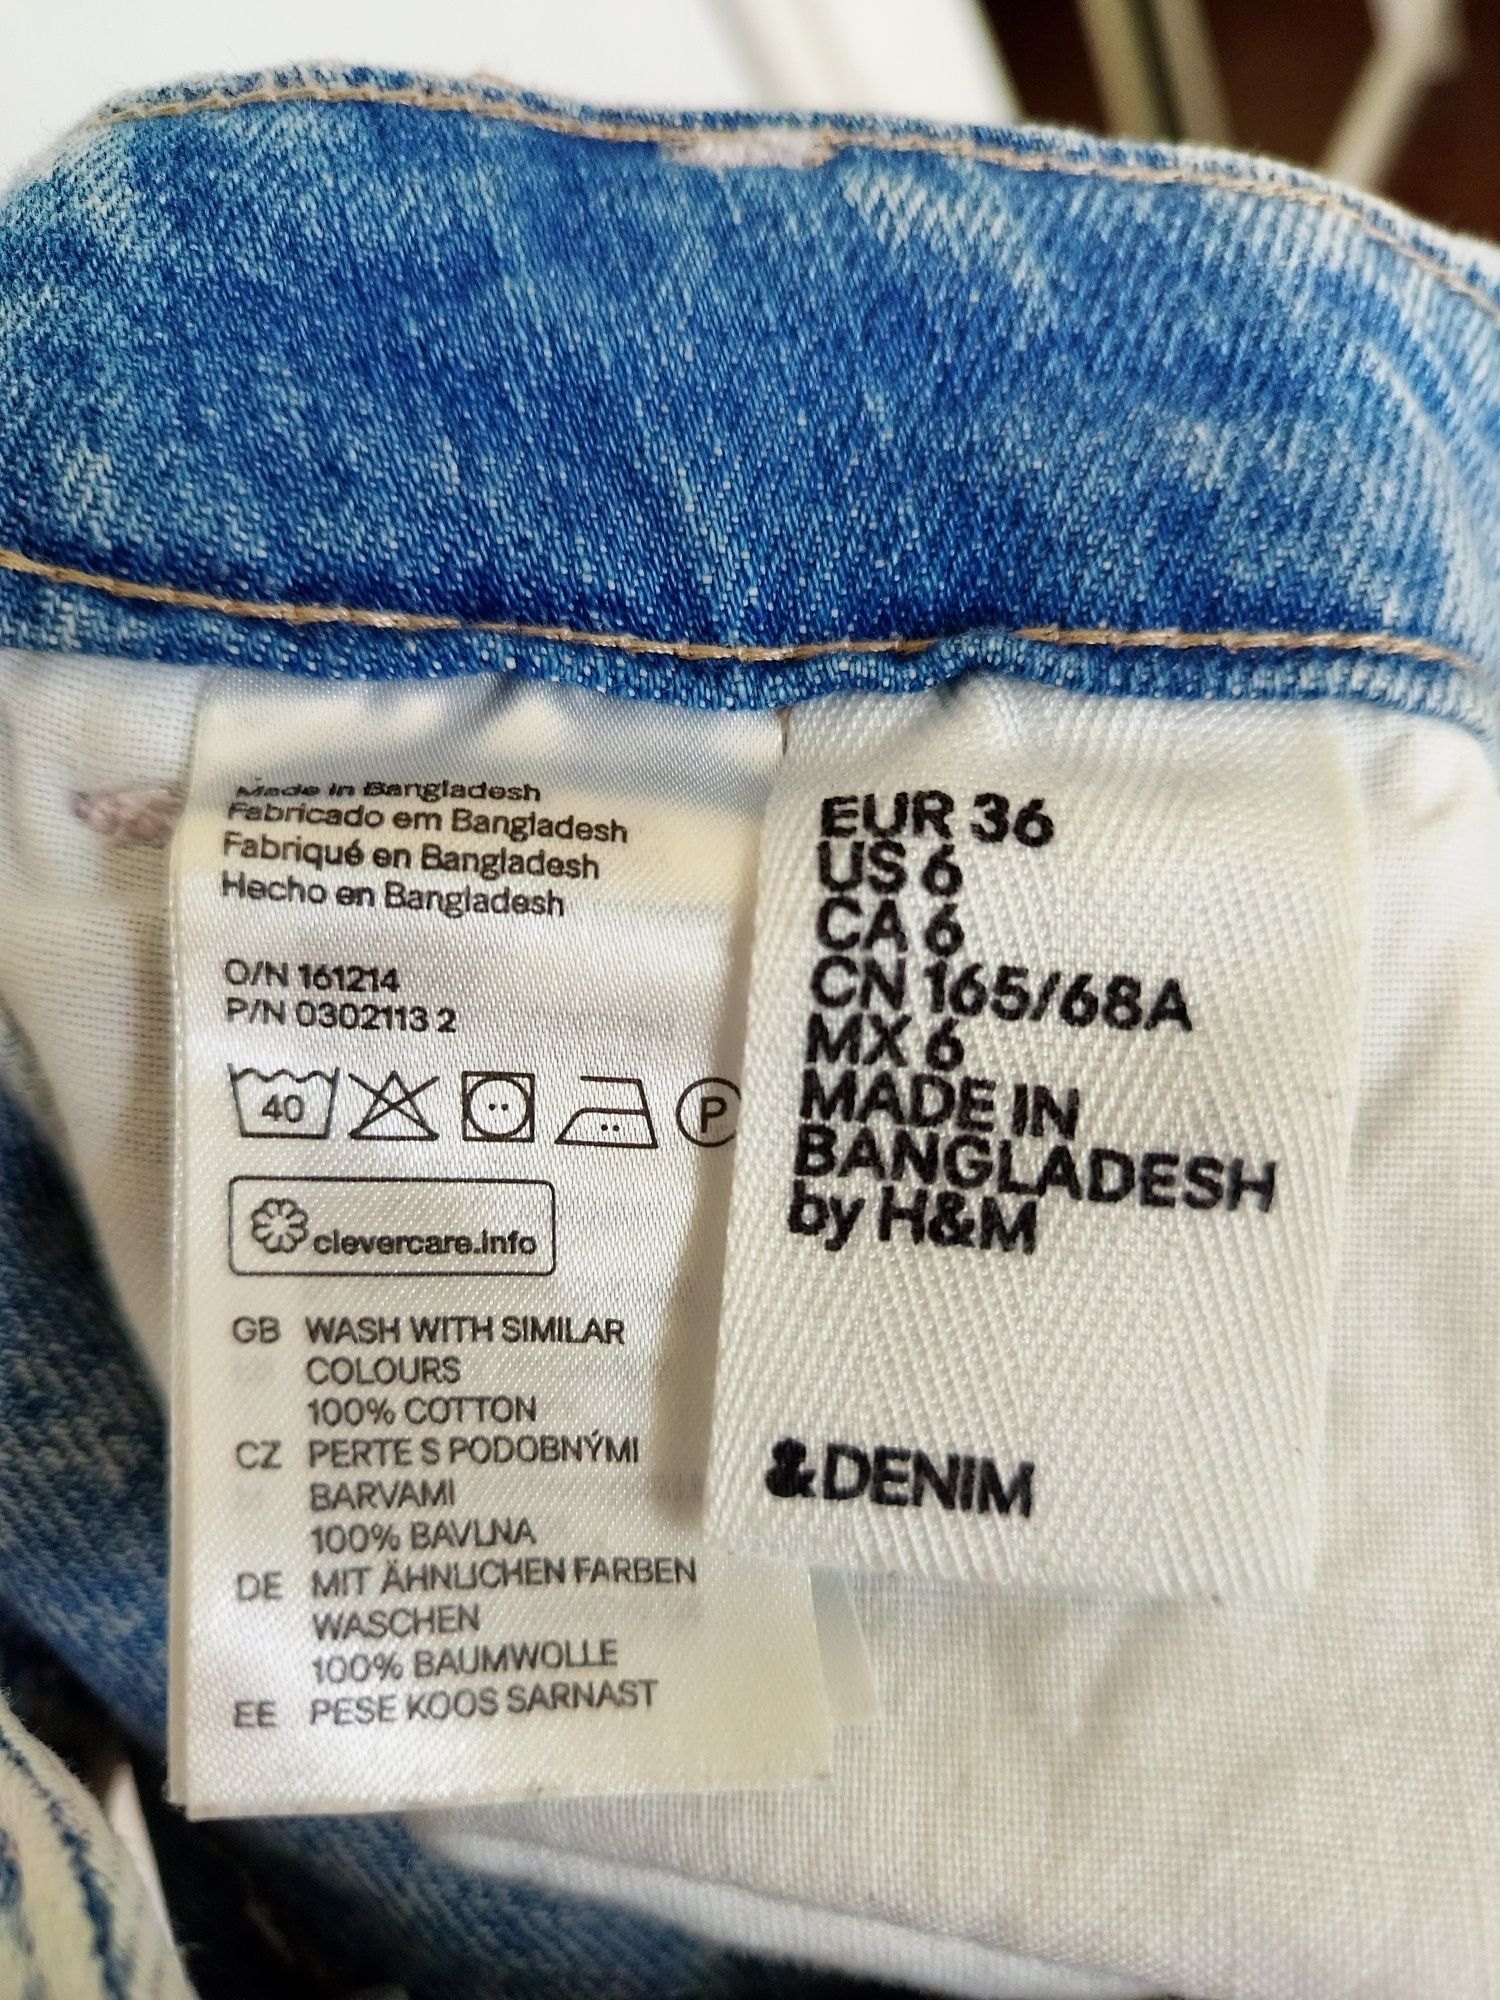 Made in Bangladesh
Fabricado em Bangladesh
Fabriqué en Bangladesh
Hecho en Bangladesh
O/N 161214
P/N 0302113 2
40
P
clevercare.info
GB WASH WITH SIMILAR
COLOURS
100% COTTON
CZ PERTE S PODOBNÝMI
BARVAMI
100% BAVLNA
DE MIT ÄHNLICHEN FARBEN
WASCHEN
100% BAUMWOLLE
EE PESE KOOS SARNAST
EUR 36
US 6
CA 6
CN 165/68A
MX 6
MADE IN
BANGLADESH
by H&M
&DENIM